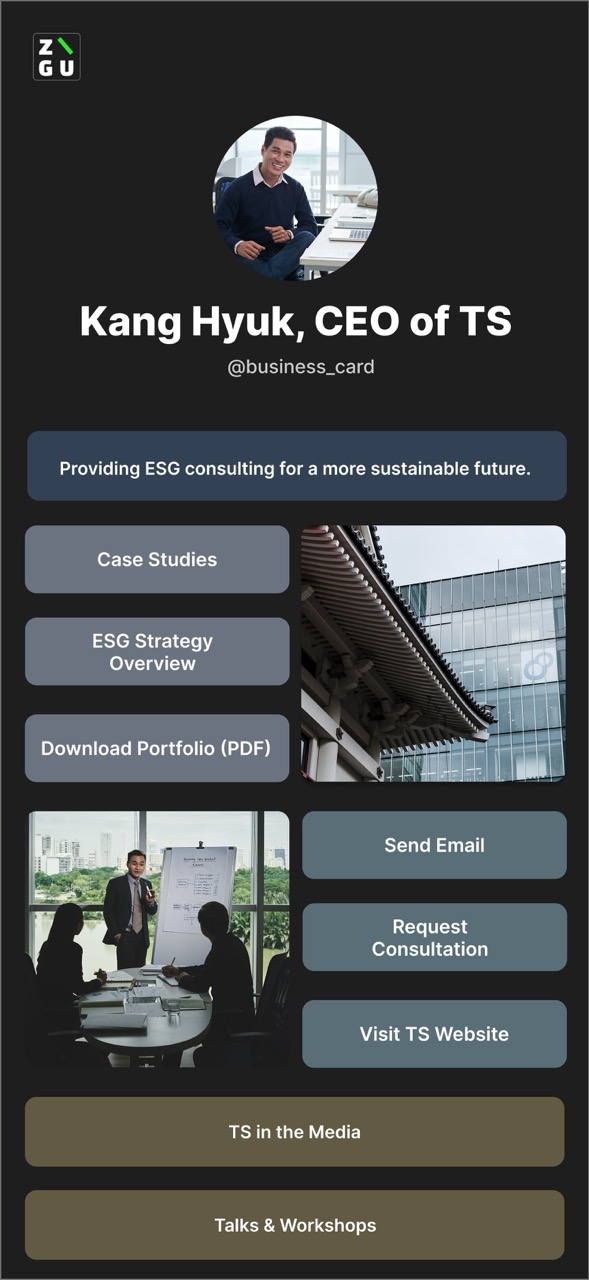 Z
G U
Kang Hyuk, CEO of TS
@business_card
Providing ESG consulting for a more sustainable future.
Case Studies
ESG Strategy
Overview
Download Portfolio (PDF)
Send Email
Request
Consultation
Visit TS Website
TS in the Media
Talks & Workshops